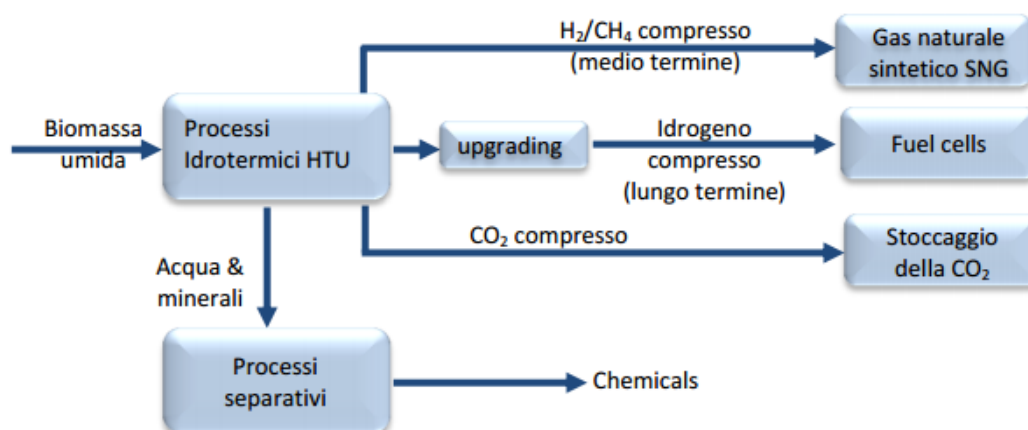 H₂/CH₄ compresso
(medio termine)
Gas naturale
sintetico SNG
Biomassa
umida
Processi
Idrotermici HTU
upgrading
Idrogeno
compresso
(lungo termine)
Fuel cells
CO₂ compresso
Stoccaggio
della CO₂
Acqua &
minerali
Processi
separativi
Chemicals